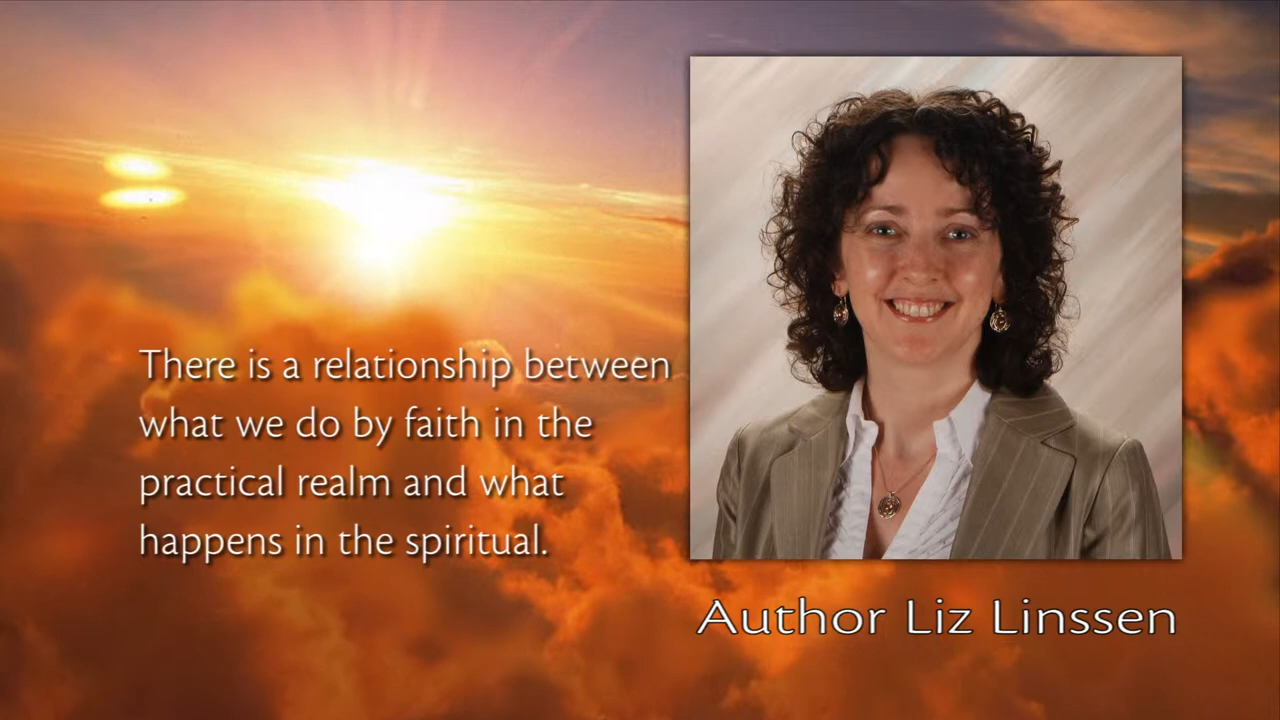 There is a relationship between
what we do by faith in the
practical realm and what
happens in the spiritual.
Author Liz Linssen